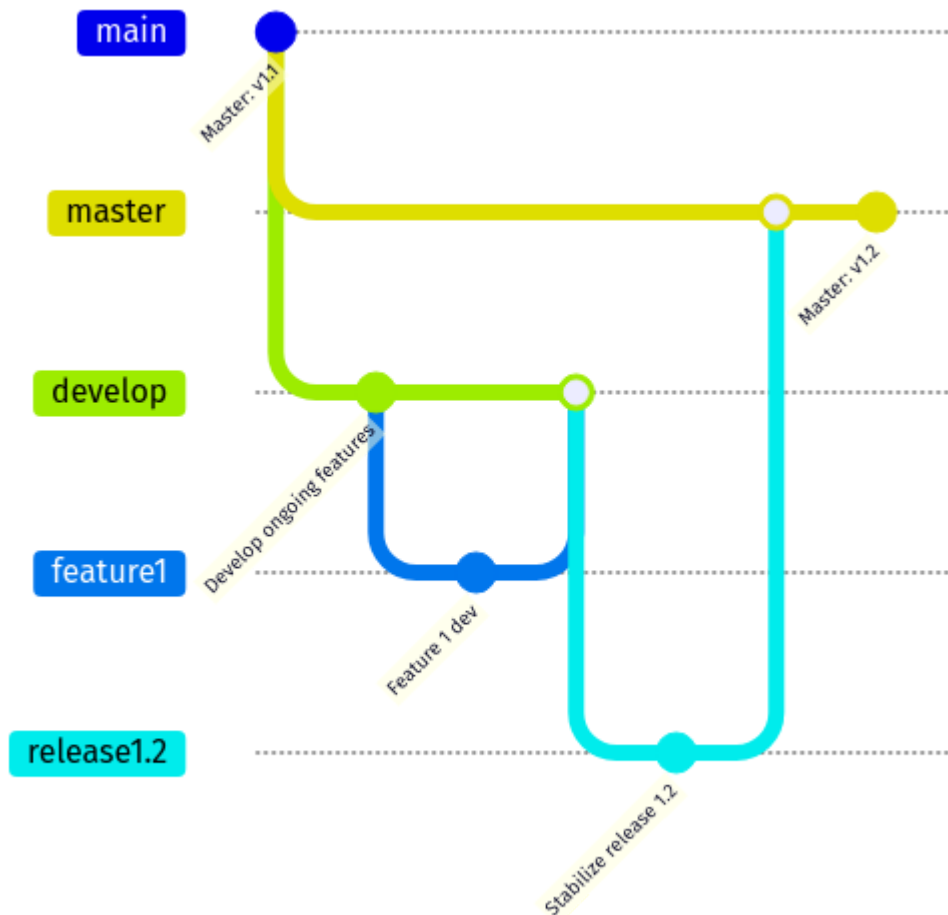 main
Master: v1.1
master
Master: v1.2
develop
Develop ongoing features
feature1
Feature 1 dev
release1.2
Stabilize release 1.2